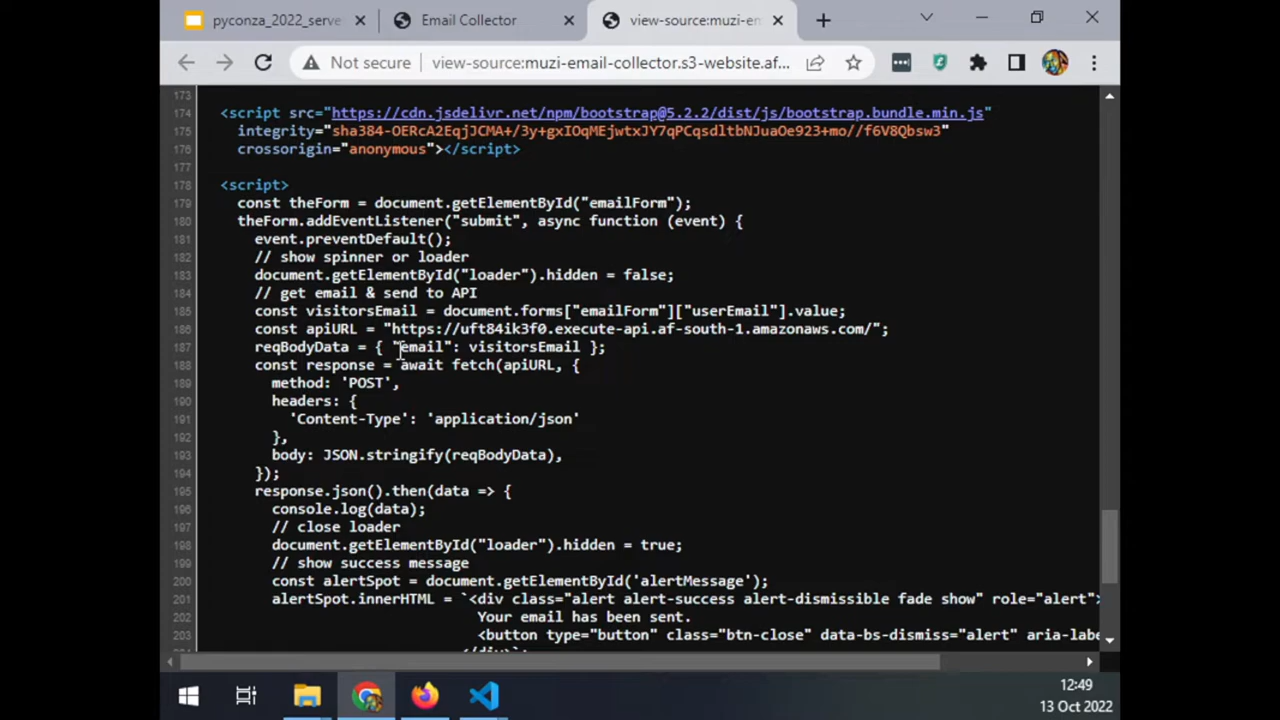 pyconza_2022_serve
Email Collector
view-source:muzi-em
Not secure
view-source:muzi-email-collector.s3-website.af...
173
174 <script src="https://cdn.jsdelivr.net/npm/bootstrap@5.2.2/dist/js/bootstrap.bundle.min.js"
175 integrity="sha384-OERcA2EqjJCMA+/3y+gxIOqMEjwtxJY7qPCqsdltbNJuaOe923+mo//f6V8Qbsw3"
176 crossorigin="anonymous"></script>
177
178 <script>
179 const theForm = document.getElementById("emailForm");
180 theForm.addEventListener("submit", async function (event) {
181 event.preventDefault();
182 // show spinner or loader
183 document.getElementById("loader").hidden = false;
184 // get email & send to API
185 const visitorsEmail = document.forms["emailForm"]["userEmail"].value;
186 const apiURL = "https://uft84ik3f0.execute-api.af-south-1.amazonaws.com/";
187 reqBodyData = { "email": visitorsEmail };
188 const response = await fetch(apiURL, {
189 method: 'POST',
190 headers: {
191 'Content-Type': 'application/json'
192 },
193 body: JSON.stringify(reqBodyData),
194 });
195 response.json().then(data => {
196 console.log(data);
197 // close loader
198 document.getElementById("loader").hidden = true;
199 // show success message
200 const alertSpot = document.getElementById('alertMessage');
201 alertSpot.innerHTML = `<div class="alert alert-success alert-dismissible fade show" role="alert">
202 Your email has been sent.
203 <button type="button" class="btn-close" data-bs-dismiss="alert" aria-labe
</div>`;
12:49
13 Oct 2022